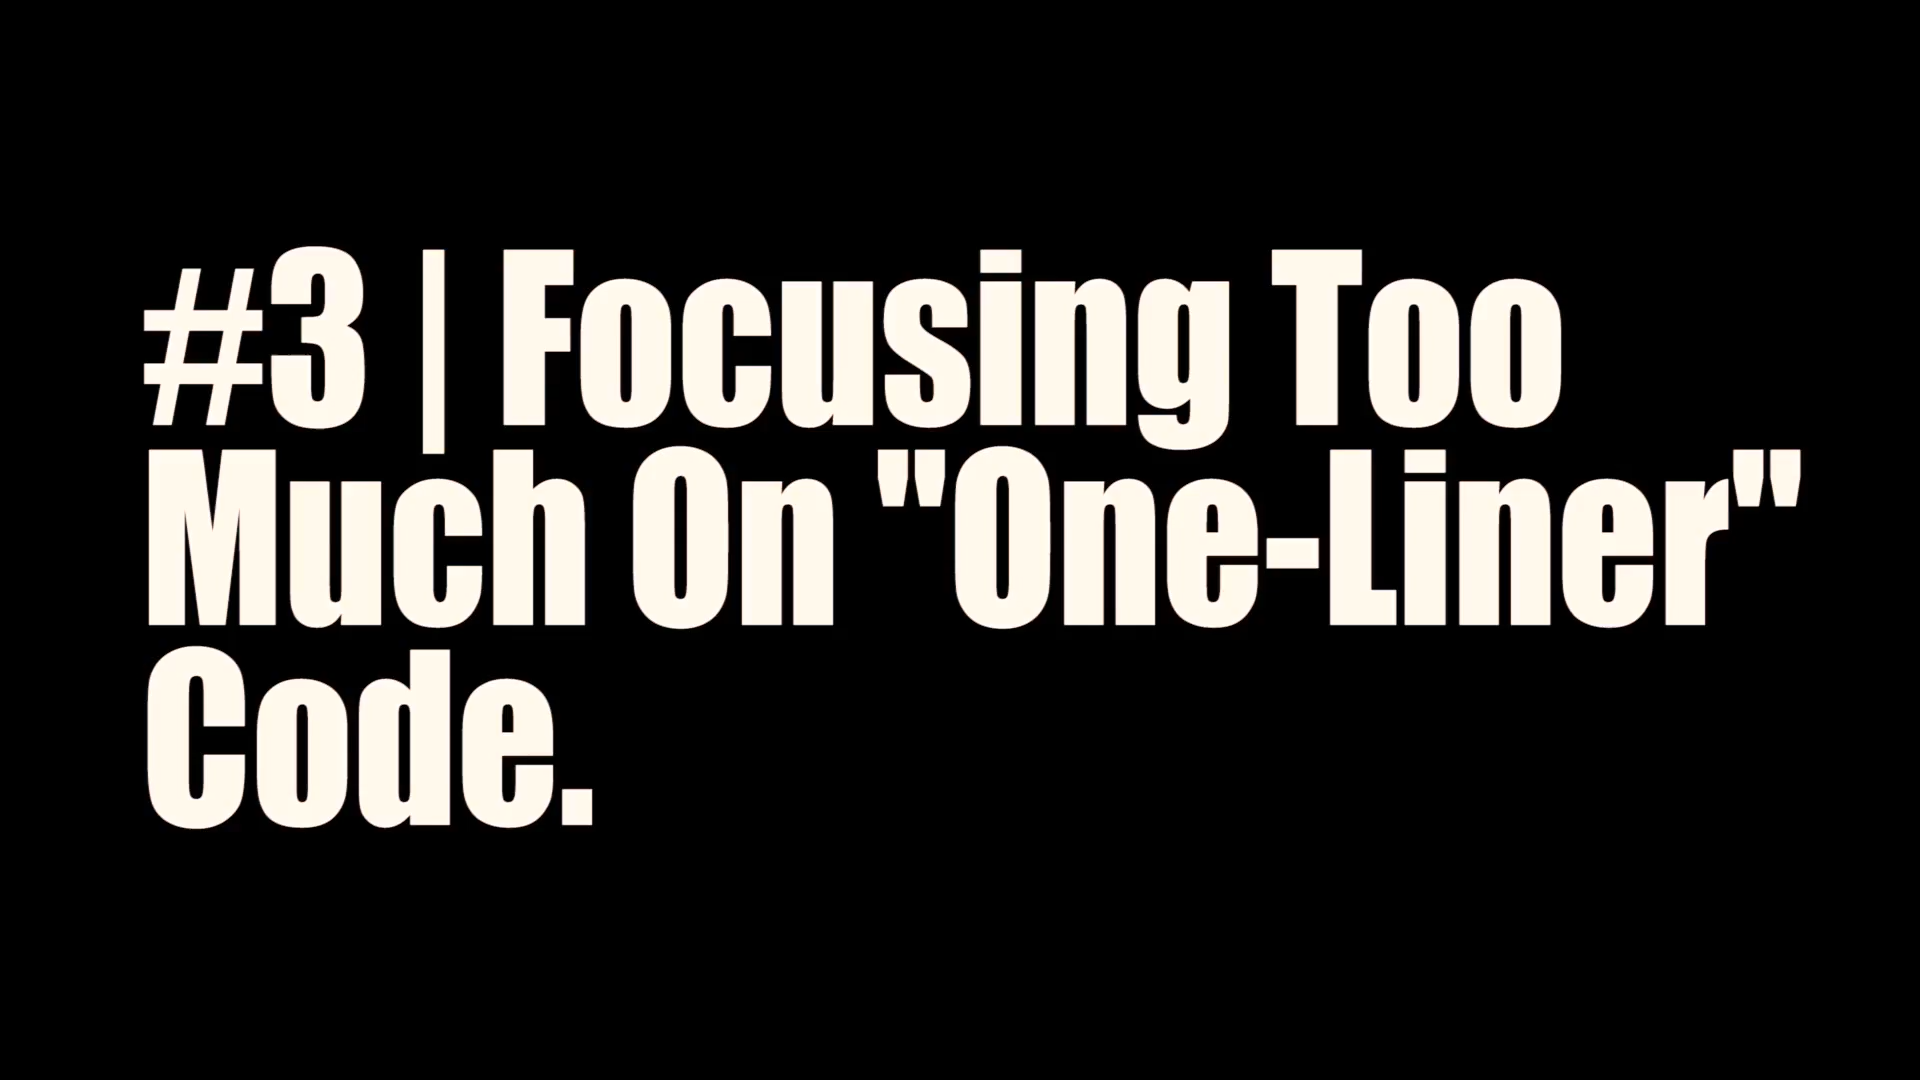 #3 | Focusing Too
Much On "One-Liner"
Code.